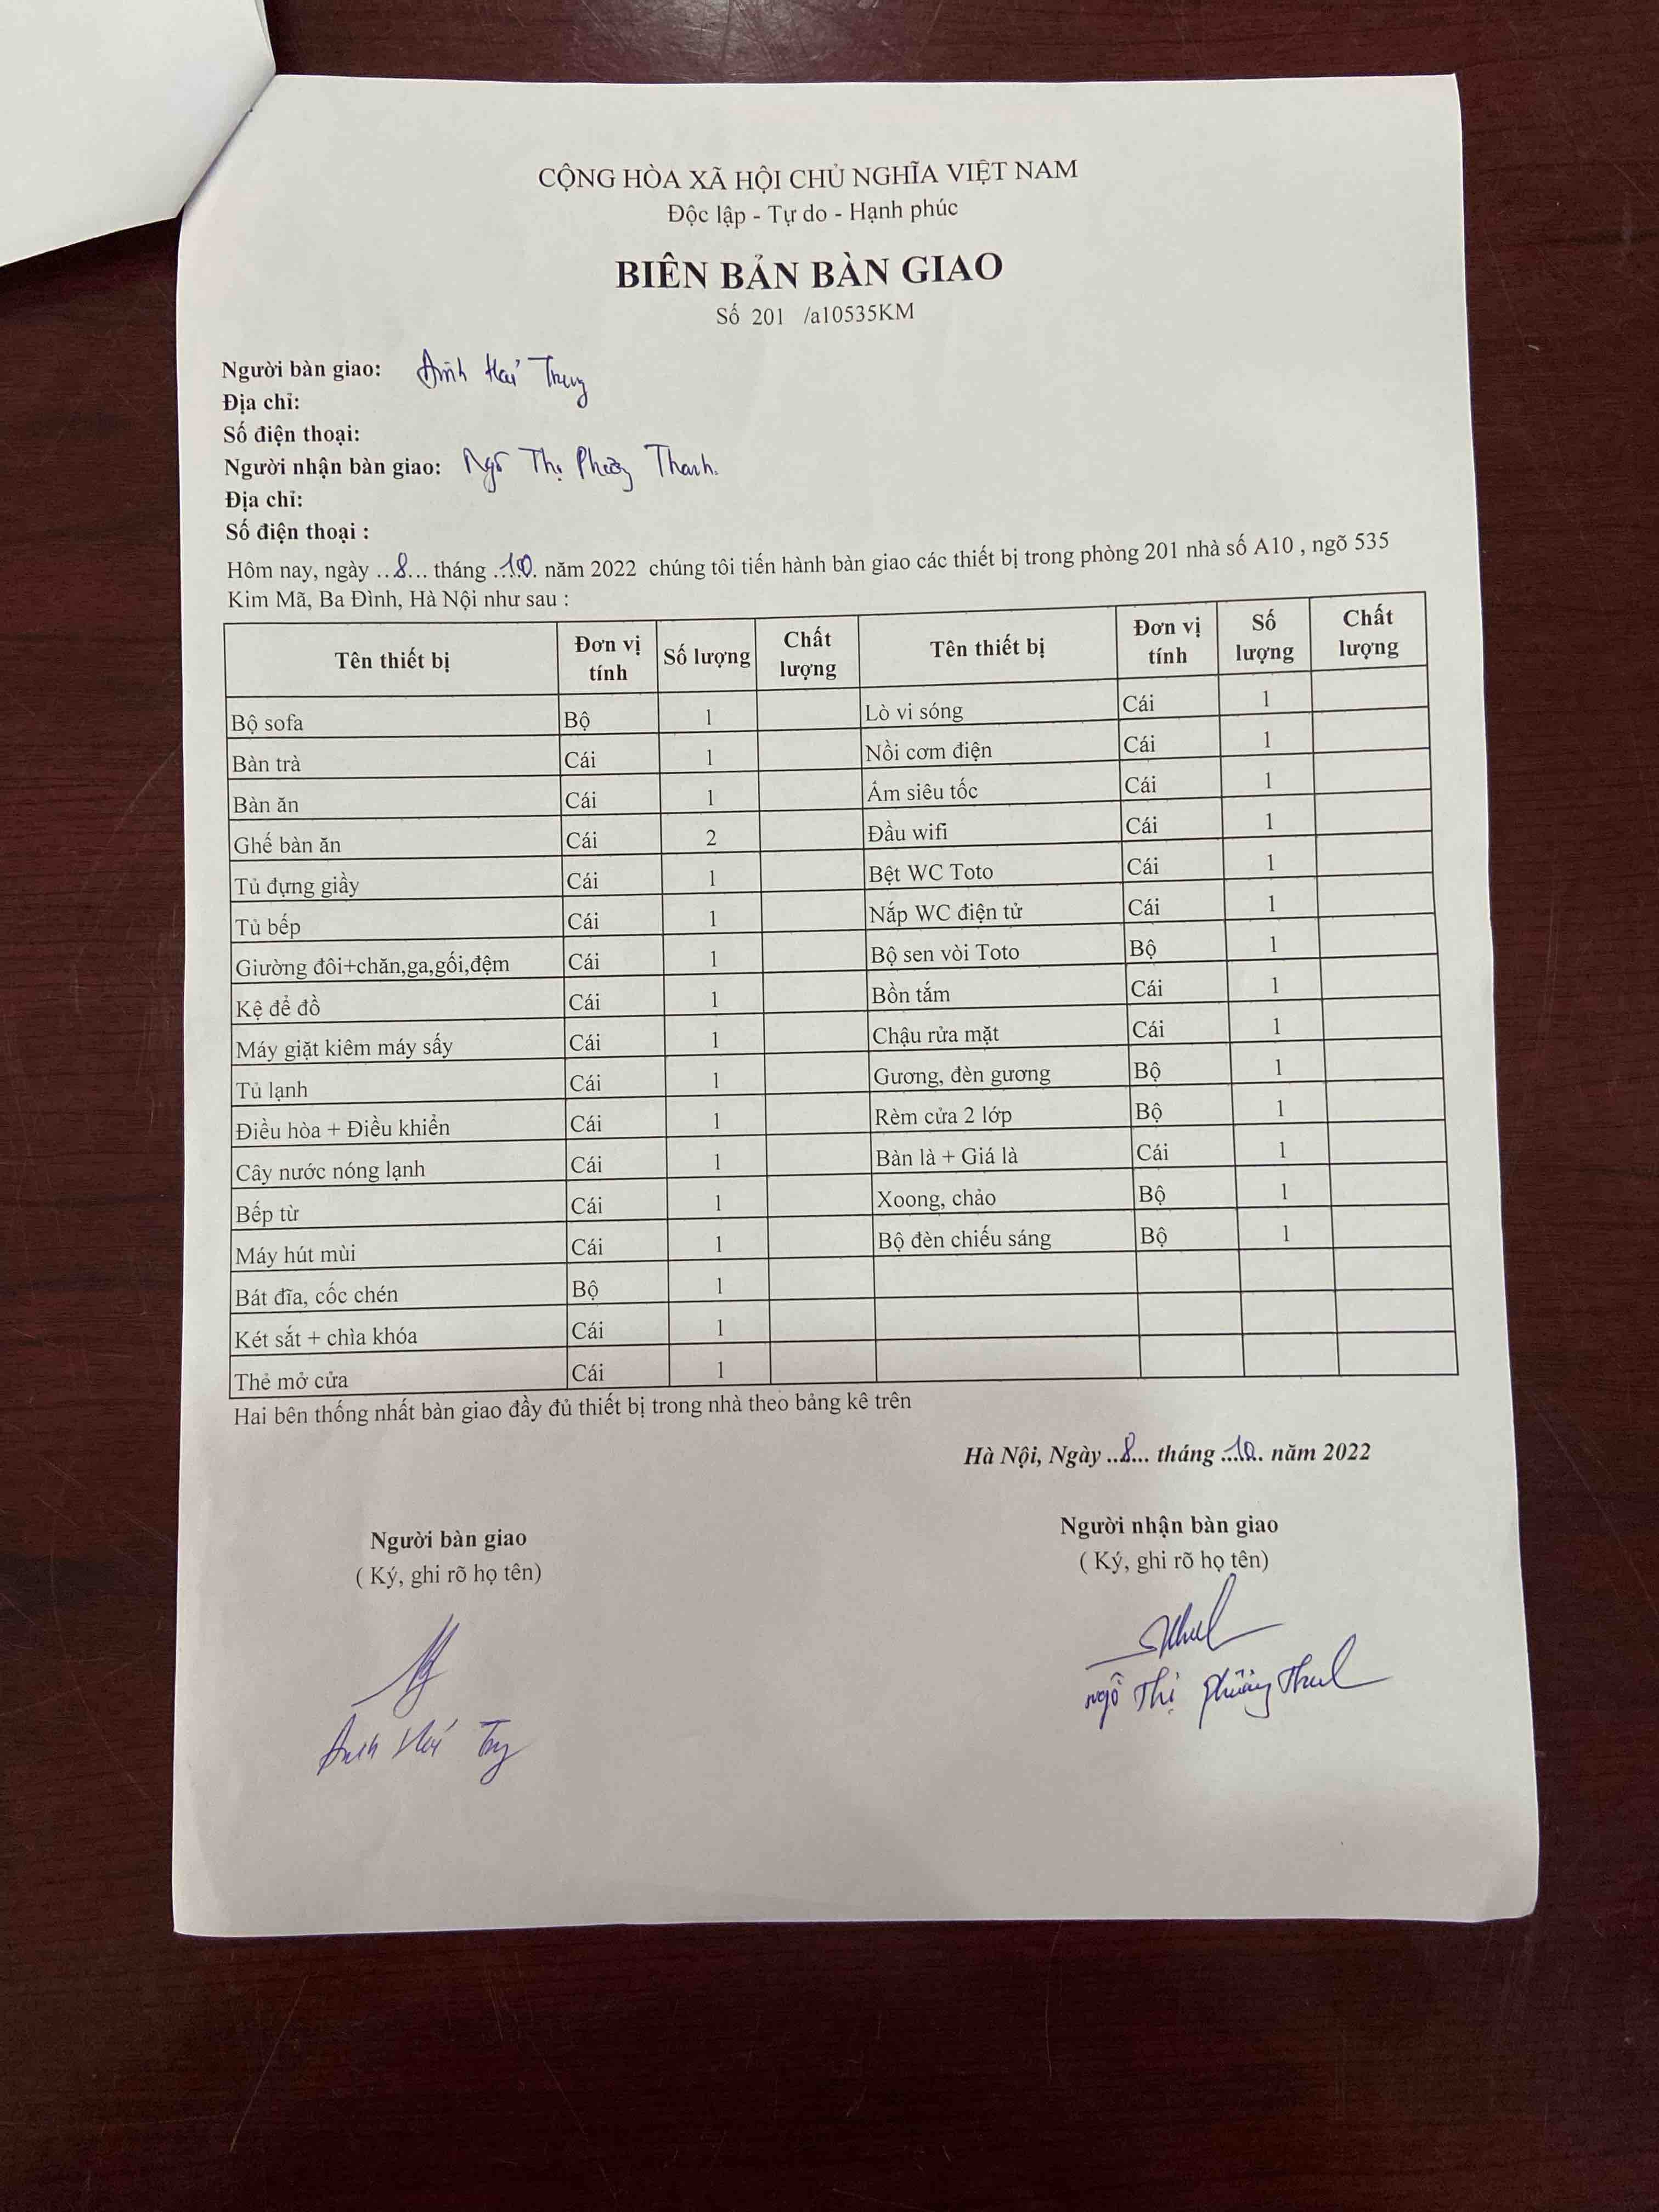 CỘNG HÒA XÃ HỘI CHỦ NGHĨA VIỆT NAM
Độc lập - Tự do - Hạnh phúc
BIÊN BẢN BÀN GIAO
Số 201 /a10535KM
Người bàn giao: Đinh Hải Trung
Địa chỉ:
Số điện thoại:
Người nhận bàn giao: Ngô Thị Phương Thanh.
Địa chỉ:
Số điện thoại :
Hôm nay, ngày ..8... tháng ..10.. năm 2022 chúng tôi tiến hành bàn giao các thiết bị trong phòng 201 nhà số A10 , ngõ 535
Kim Mã, Ba Đình, Hà Nội như sau :
Tên thiết bị Đơn vị tính Số lượng Chất lượng Tên thiết bị Đơn vị tính Số lượng Chất lượng
Bộ sofa Bộ 1 Lò vi sóng Cái 1
Bàn trà Cái 1 Nồi cơm điện Cái 1
Bàn ăn Cái 1 Ấm siêu tốc Cái 1
Ghế bàn ăn Cái 2 Đầu wifi Cái 1
Tủ đựng giầy Cái 1 Bệt WC Toto Cái 1
Tủ bếp Cái 1 Nắp WC điện tử Cái 1
Giường đôi+chăn,ga,gối,đệm Cái 1 Bộ sen vòi Toto Bộ 1
Kệ để đồ Cái 1 Bồn tắm Cái 1
Máy giặt kiêm máy sấy Cái 1 Chậu rửa mặt Cái 1
Tủ lạnh Cái 1 Gương, đèn gương Bộ 1
Điều hòa + Điều khiển Cái 1 Rèm cửa 2 lớp Bộ 1
Cây nước nóng lạnh Cái 1 Bàn là + Giá là Cái 1
Bếp từ Cái 1 Xoong, chảo Bộ 1
Máy hút mùi Cái 1 Bộ đèn chiếu sáng Bộ 1
Bát đĩa, cốc chén Bộ 1
Két sắt + chìa khóa Cái 1
Thẻ mở cửa Cái 1
Hai bên thống nhất bàn giao đầy đủ thiết bị trong nhà theo bảng kê trên
Hà Nội, Ngày ..8... tháng ..10.. năm 2022
Người bàn giao Người nhận bàn giao
( Ký, ghi rõ họ tên) ( Ký, ghi rõ họ tên)
Đinh Hải Trung Ngô Thị Phương Thanh